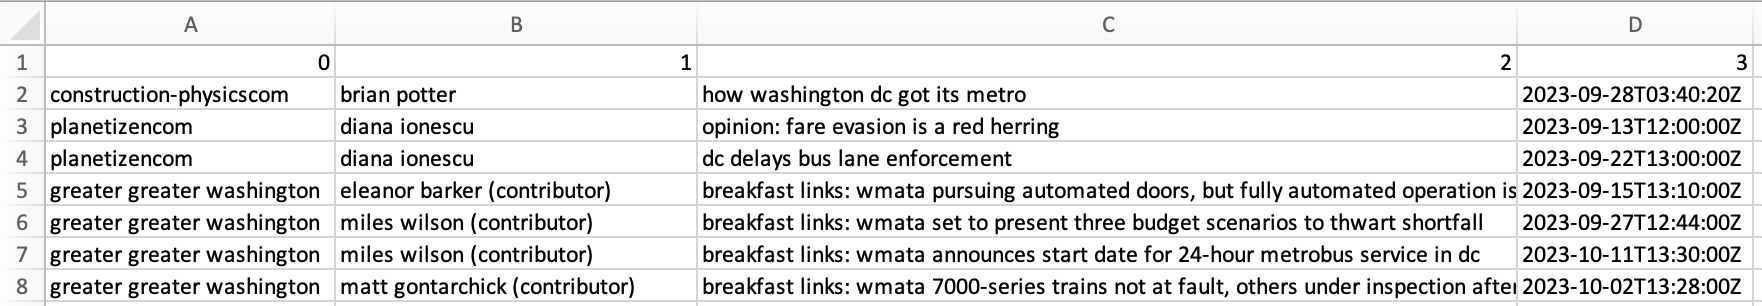 A B C D
1 0 1 2 3
2 construction-physicscom brian potter how washington dc got its metro 2023-09-28T03:40:20Z
3 planetizencom diana ionescu opinion: fare evasion is a red herring 2023-09-13T12:00:00Z
4 planetizencom diana ionescu dc delays bus lane enforcement 2023-09-22T13:00:00Z
5 greater greater washington eleanor barker (contributor) breakfast links: wmata pursuing automated doors, but fully automated operation is 2023-09-15T13:10:00Z
6 greater greater washington miles wilson (contributor) breakfast links: wmata set to present three budget scenarios to thwart shortfall 2023-09-27T12:44:00Z
7 greater greater washington miles wilson (contributor) breakfast links: wmata announces start date for 24-hour metrobus service in dc 2023-10-11T13:30:00Z
8 greater greater washington matt gontarchick (contributor) breakfast links: wmata 7000-series trains not at fault, others under inspection after 2023-10-02T13:28:00Z